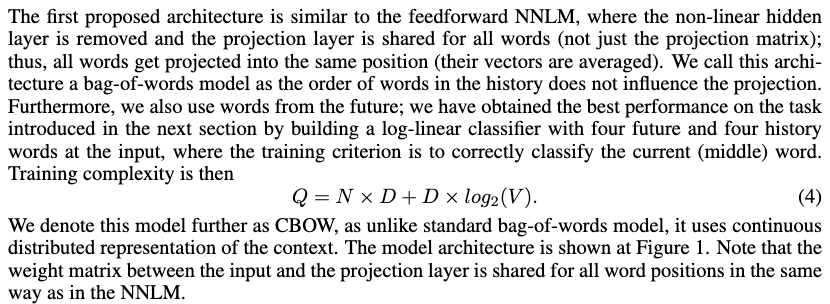 The first proposed architecture is similar to the feedforward NNLM, where the non-linear hidden
layer is removed and the projection layer is shared for all words (not just the projection matrix);
thus, all words get projected into the same position (their vectors are averaged). We call this archi-
tecture a bag-of-words model as the order of words in the history does not influence the projection.
Furthermore, we also use words from the future; we have obtained the best performance on the task
introduced in the next section by building a log-linear classifier with four future and four history
words at the input, where the training criterion is to correctly classify the current (middle) word.
Training complexity is then
Q = N × D + D × log₂(V). (4)
We denote this model further as CBOW, as unlike standard bag-of-words model, it uses continuous
distributed representation of the context. The model architecture is shown at Figure 1. Note that the
weight matrix between the input and the projection layer is shared for all word positions in the same
way as in the NNLM.